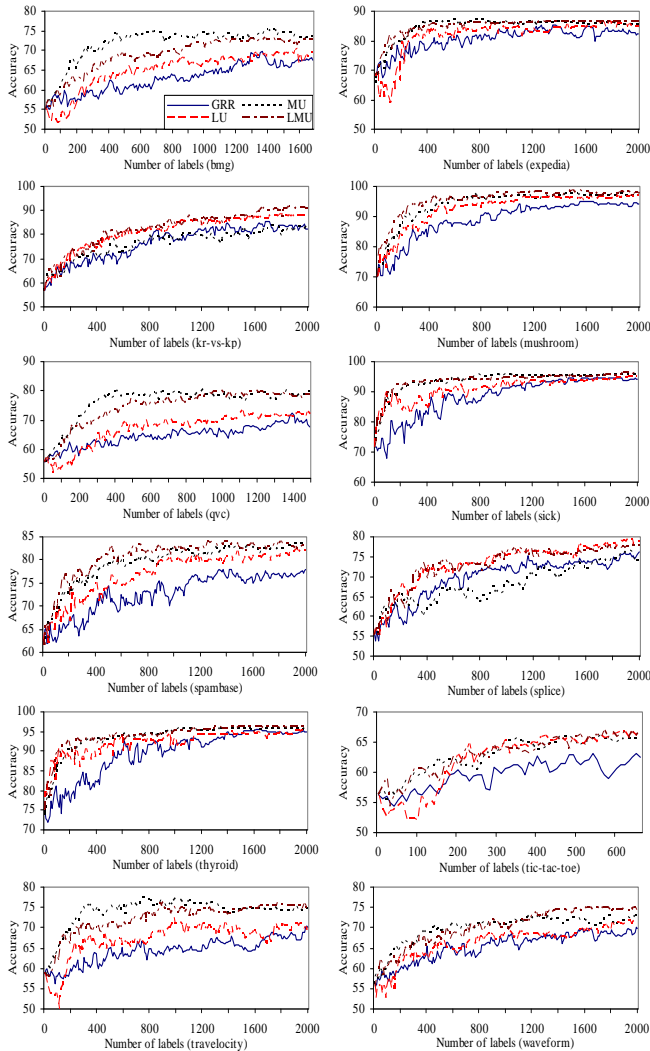 75
70
65
60
55
50
Accuracy
GRR
MU
LU
LMU
0 200 400 600 800 1000 1200 1400 1600
Number of labels (bmg)
90
80
70
60
50
Accuracy
0 400 800 1200 1600 2000
Number of labels (expedia)
100
90
80
70
60
50
Accuracy
0 400 800 1200 1600 2000
Number of labels (kr-vs-kp)
100
90
80
70
60
Accuracy
0 400 800 1200 1600 2000
Number of labels (mushroom)
90
80
70
60
50
Accuracy
0 200 400 600 800 1000 1200 1400
Number of labels (qvc)
100
90
80
70
60
Accuracy
0 400 800 1200 1600 2000
Number of labels (sick)
85
80
75
70
65
60
Accuracy
0 400 800 1200 1600 2000
Number of labels (spambase)
80
75
70
65
60
55
50
Accuracy
0 400 800 1200 1600 2000
Number of labels (splice)
100
95
90
85
80
75
70
Accuracy
0 400 800 1200 1600 2000
Number of labels (thyroid)
70
65
60
55
50
Accuracy
0 100 200 300 400 500 600
Number of labels (tic-tac-toe)
80
75
70
65
60
55
50
Accuracy
0 400 800 1200 1600 2000
Number of labels (travelocity)
80
75
70
65
60
55
50
Accuracy
0 400 800 1200 1600 2000
Number of labels (waveform)